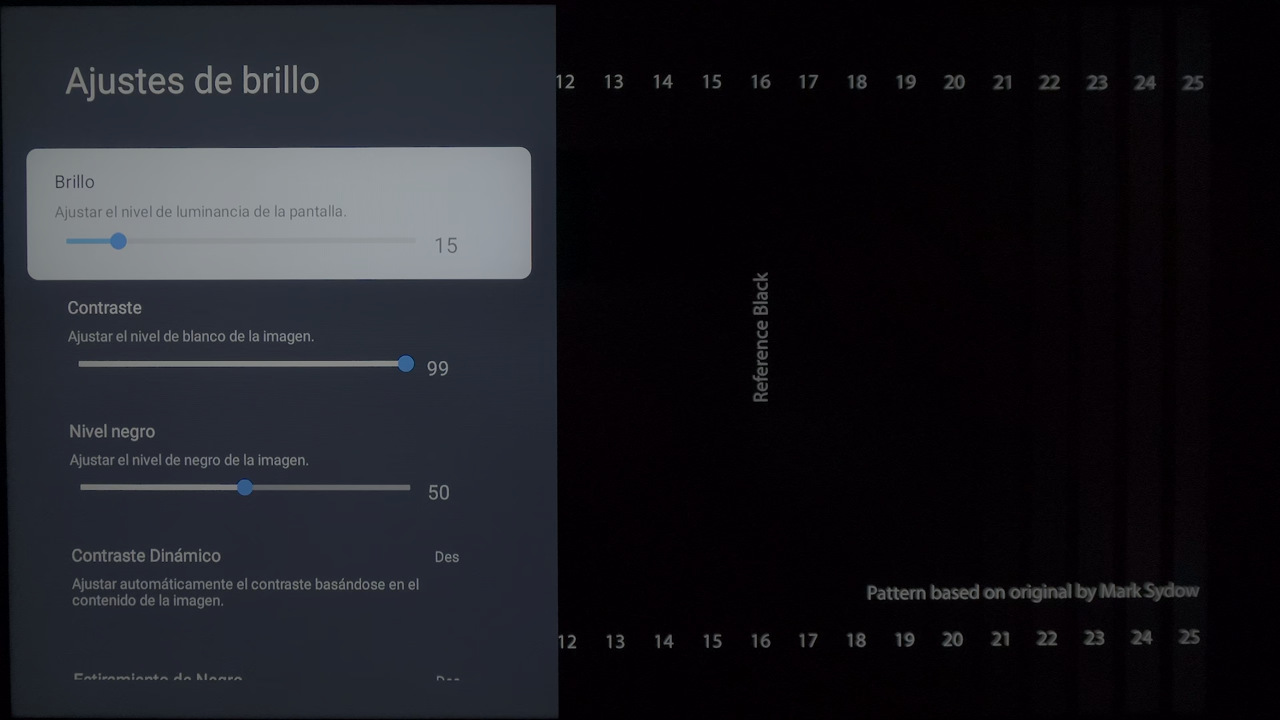 Ajustes de brillo
Brillo
Ajustar el nivel de luminancia de la pantalla.
15
Contraste
Ajustar el nivel de blanco de la imagen.
99
Nivel negro
Ajustar el nivel de negro de la imagen.
50
Contraste Dinámico Des
Ajustar automáticamente el contraste basándose en el
contenido de la imagen.
Estiramiento de Negro Des
12 13 14 15 16 17 18 19 20 21 22 23 24 25
Reference Black
Pattern based on original by Mark Sydow
12 13 14 15 16 17 18 19 20 21 22 23 24 25